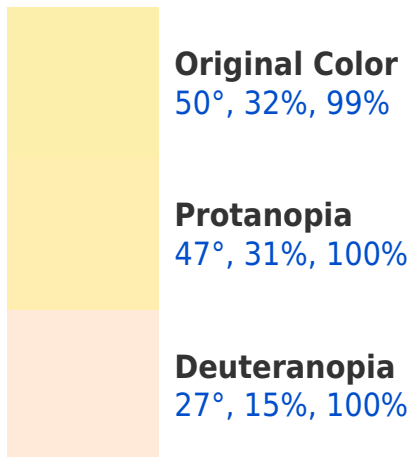 Original Color
50°, 32%, 99%
Protanopia
47°, 31%, 100%
Deuteranopia
27°, 15%, 100%